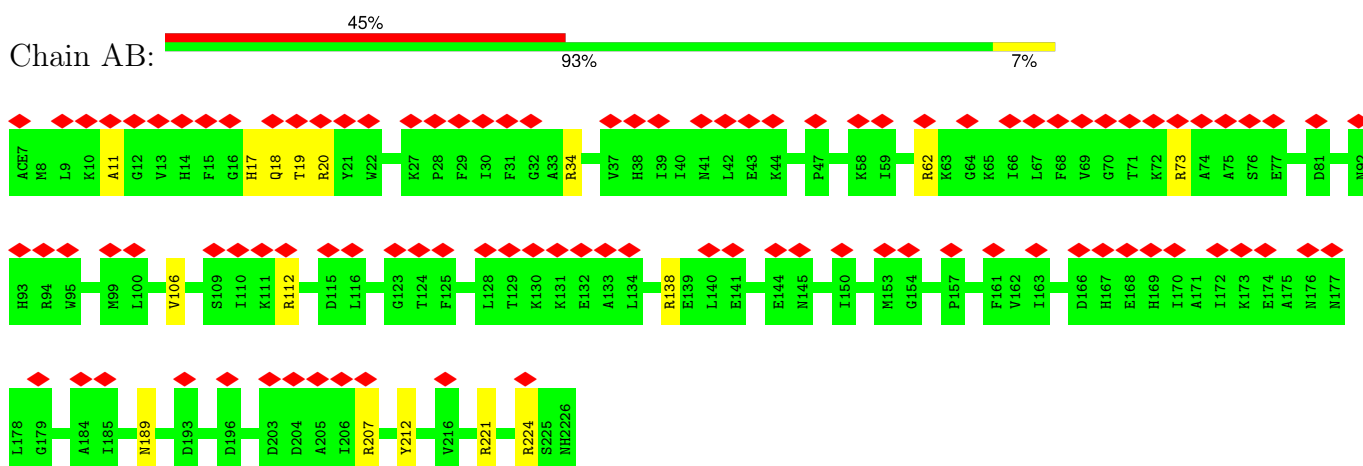 45%
Chain AB:
93% 7%
ACE7 M8 L9 K10 A11 G12 V13 H14 F15 G16 H17 Q18 T19 R20 Y21 W22 K27 P28 F29 I30 F31 G32 A33 R34 V37 H38 I39 I40 N41 L42 E43 K44 P47 K58 I59 R62 K63 G64 K65 I66 L67 F68 V69 G70 T71 K72 R73 A74 A75 S76 E77 D81 N92
H93 R94 W95 M99 L100 V106 S109 I110 K111 R112 D115 L116 G123 T124 F125 L128 T129 K130 K131 E132 A133 L134 R138 E139 L140 E141 E144 N145 I150 M153 G154 P157 F161 V162 I163 D166 H167 E168 H169 I170 A171 I172 K173 E174 A175 N176 N177
L178 G179 A184 I185 N189 D193 D196 D203 D204 A205 I206 R207 Y212 V216 R221 R224 S225 NH2226